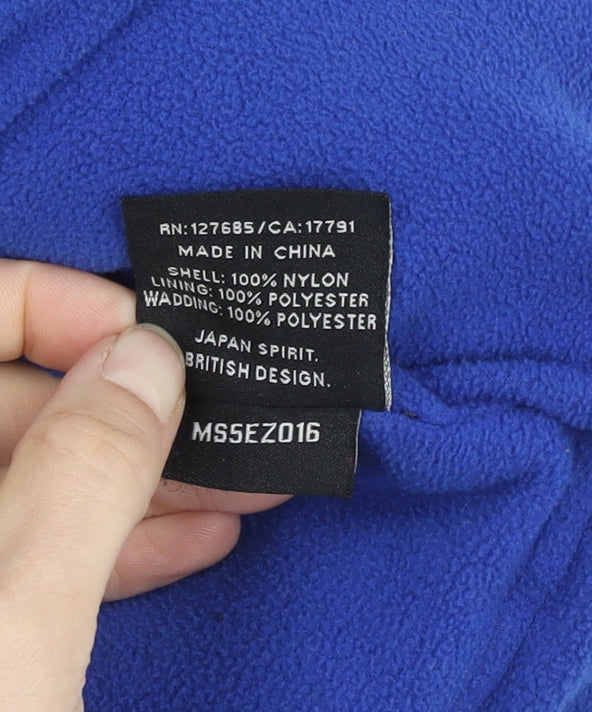 RN: 127685/CA: 17791
MADE IN CHINA
SHELL: 100% NYLON
LINING: 100% POLYESTER
WADDING: 100% POLYESTER
JAPAN SPIRIT.
BRITISH DESIGN.
MS5EZ016